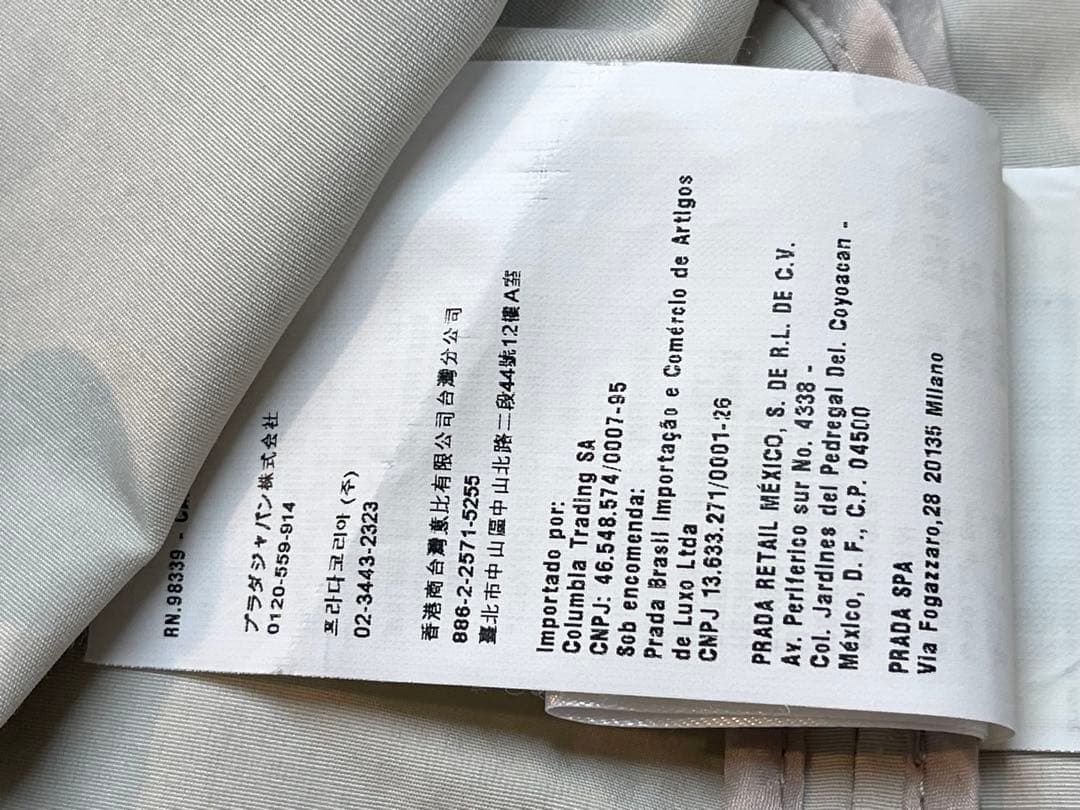 RN.98339 - CA
プラダジャパン株式会社
0120-559-914
프라다코리아 (주)
02-3443-2323
香港商台灣意比有限公司台灣分公司
886-2-2571-5255
臺北市中山區中山北路二段44號12樓A室
Importado por:
Columbia Trading SA
CNPJ: 46.548.574/0007-95
Sob encomenda:
Prada Brasil Importação e Comércio de Artigos
de Luxo Ltda
CNPJ 13.633.271/0001-26
PRADA RETAIL MÉXICO, S. DE R.L. DE C.V.
Av. Periferico sur No. 4338 -
Col. Jardines del Pedregal Del. Coyoacan -
México, D. F., C.P. 04500
PRADA SPA
Via Fogazzaro,28 20135 Milano